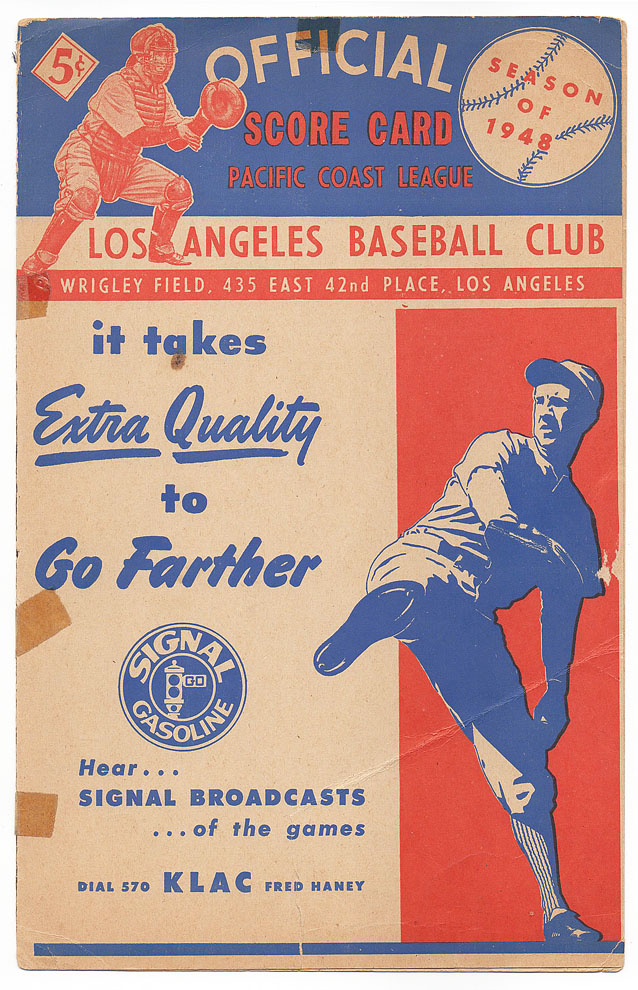 5¢
OFFICIAL
SCORE CARD
PACIFIC COAST LEAGUE
SEASON
OF
1948
LOS ANGELES BASEBALL CLUB
WRIGLEY FIELD, 435 EAST 42nd PLACE, LOS ANGELES
it takes
Extra Quality
to
Go Farther
SIGNAL
GO
GASOLINE
Hear...
SIGNAL BROADCASTS
...of the games
DIAL 570 KLAC FRED HANEY